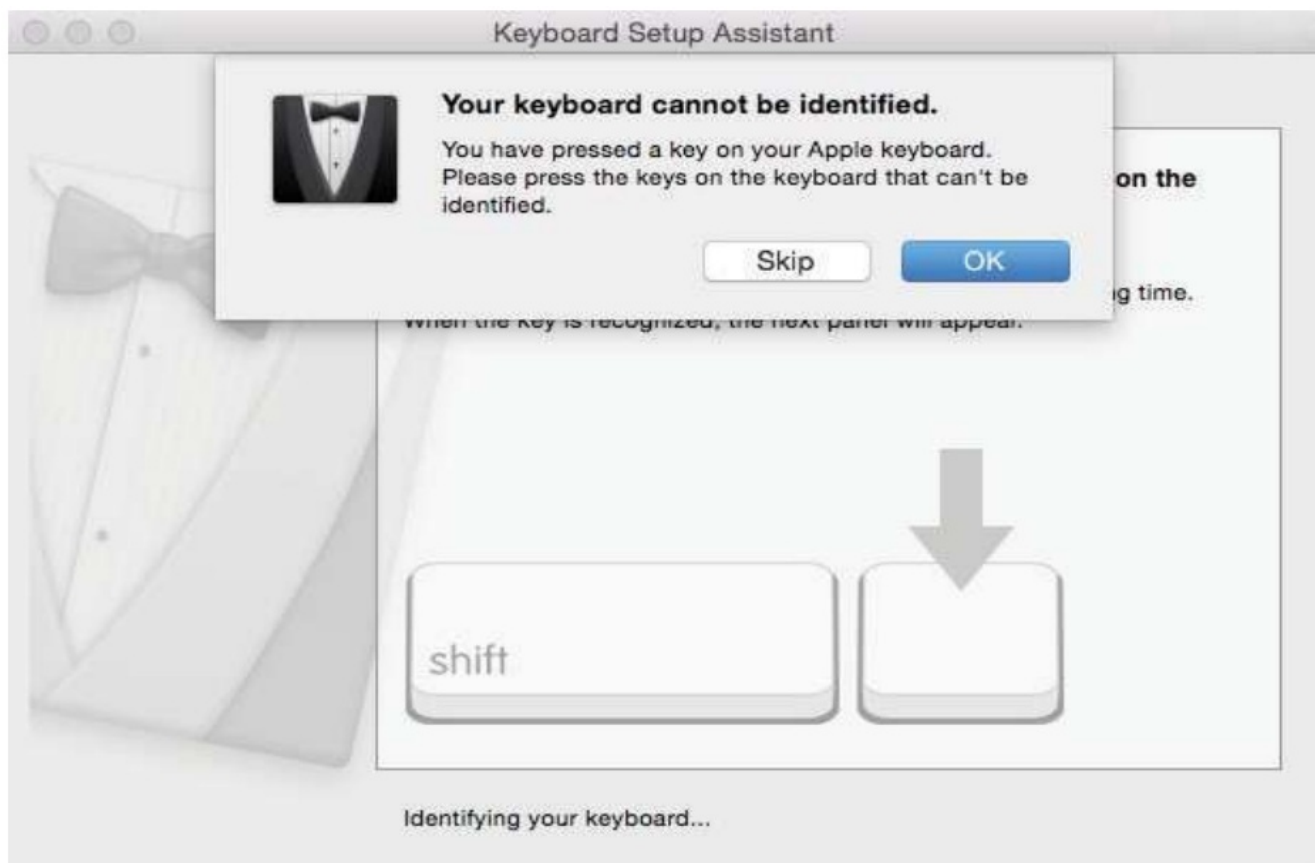 Keyboard Setup Assistant
Your keyboard cannot be identified.
You have pressed a key on your Apple keyboard.
Please press the keys on the keyboard that can't be
identified.
on the
Skip
OK
g time.
When the key is recognized, the next panel will appear.
shift
Identifying your keyboard...